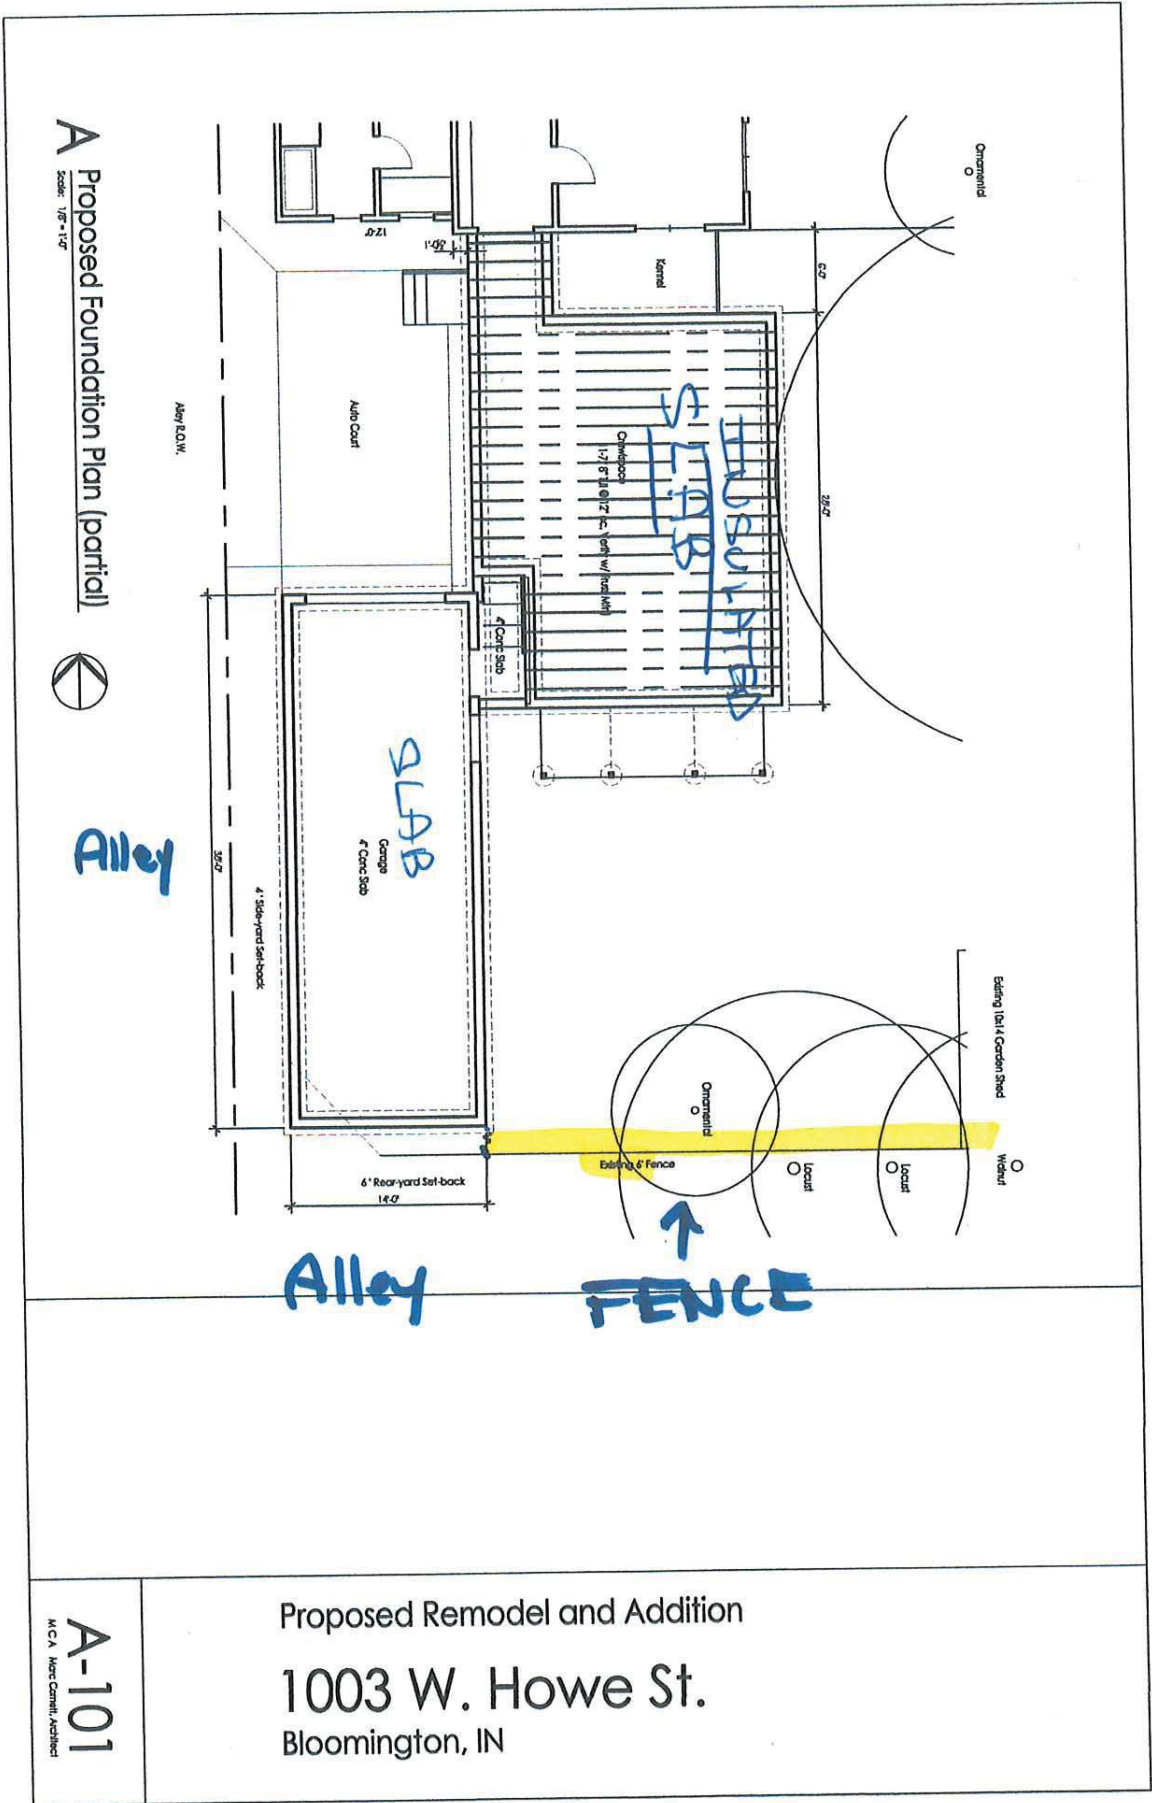 Ornamental
Kennel
6'-0"
28'-0"
12'-0"
Crawlspace
INSULATED
SLAB
Auto Court
Alley R.O.W.
4" Conc Slab
A
Proposed Foundation Plan (partial)
Scale: 1/8" = 1'-0"
SLAB
Garage
4" Conc Slab
Alley
38'-0"
4' Side-yard Set-back
Existing 10x14 Garden Shed
Ornamental
Existing 6' Fence
Locust
Locust
Walnut
6' Rear-yard Set-back
14'-0"
Alley
FENCE
Proposed Remodel and Addition
1003 W. Howe St.
Bloomington, IN
A-101
M C A Marc Cornett, Architect